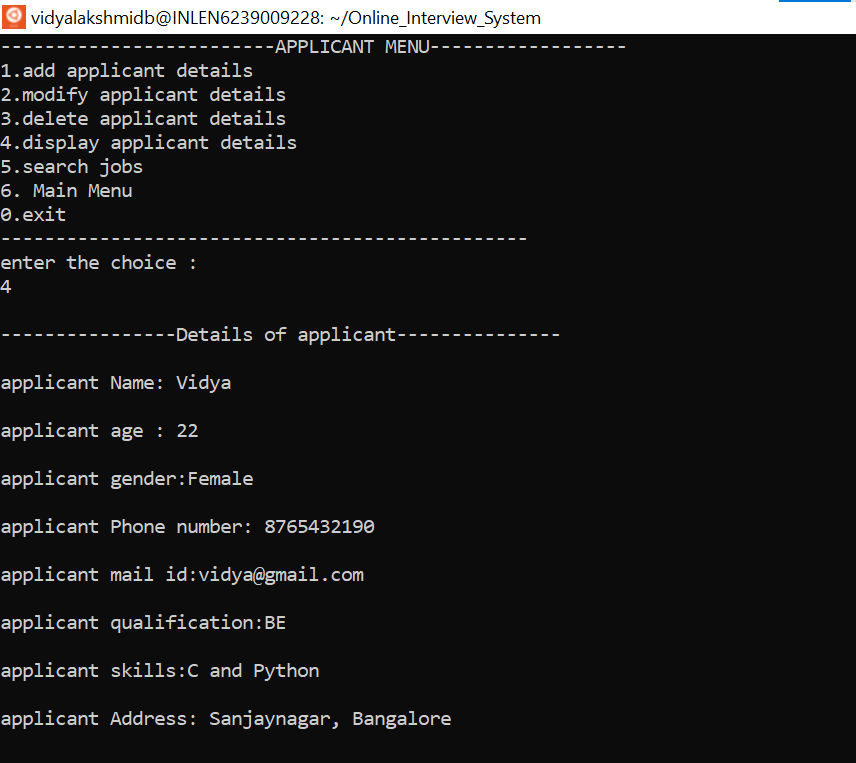 vidyalakshmidb@INLEN6239009228: ~/Online_Interview_System
-------------------------APPLICANT MENU------------------
1.add applicant details
2.modify applicant details
3.delete applicant details
4.display applicant details
5.search jobs
6. Main Menu
0.exit
------------------------------------------------
enter the choice :
4
----------------Details of applicant---------------
applicant Name: Vidya
applicant age : 22
applicant gender:Female
applicant Phone number: 8765432190
applicant mail id:vidya@gmail.com
applicant qualification:BE
applicant skills:C and Python
applicant Address: Sanjaynagar, Bangalore